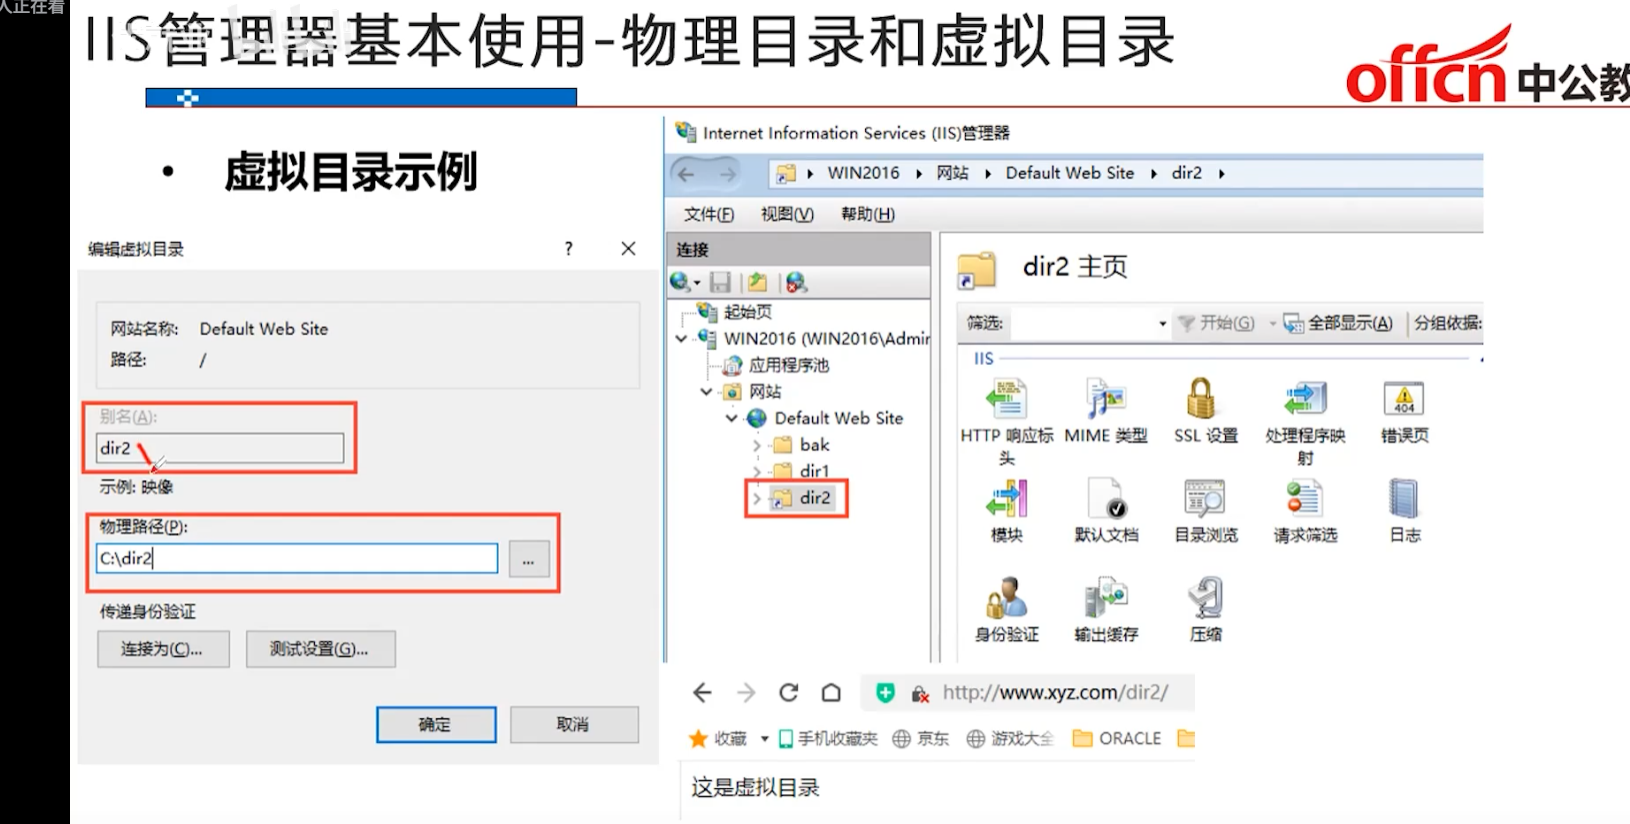 人正在看
IIS管理器基本使用-物理目录和虚拟目录
offcn 中公教
• 虚拟目录示例
编辑虚拟目录 ? ×
网站名称: Default Web Site
路径: /
别名(A):
dir2
示例: 映像
物理路径(P):
C:\dir2
...
传递身份验证
连接为(C)... 测试设置(G)...
确定 取消
Internet Information Services (IIS)管理器
WIN2016 网站 Default Web Site dir2
文件(F) 视图(V) 帮助(H)
连接
起始页
WIN2016 (WIN2016\Admir
应用程序池
网站
Default Web Site
bak
dir1
dir2
dir2 主页
筛选: 开始(G) 全部显示(A) 分组依据:
IIS
HTTP 响应标头 MIME 类型 SSL 设置 处理程序映射 错误页
404
模块 默认文档 目录浏览 请求筛选 日志
身份验证 输出缓存 压缩
http://www.xyz.com/dir2/
收藏 手机收藏夹 京东 游戏大全 ORACLE
这是虚拟目录